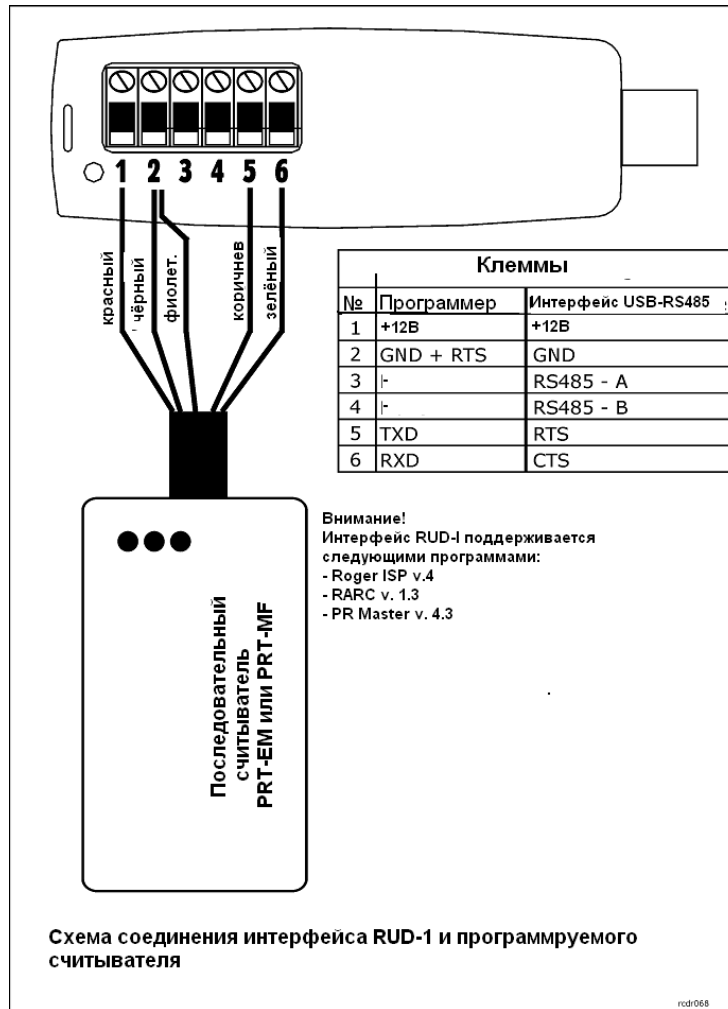 1 2 3 4 5 6
красный
чёрный
фиолет.
коричнев
зелёный
Клеммы
№ Программер Интерфейс USB-RS485
1 +12В +12В
2 GND + RTS GND
3 RS485 - A
4 RS485 - B
5 TXD RTS
6 RXD CTS
Внимание!
Интерфейс RUD-I поддерживается
следующими программами:
- Roger ISP v.4
- RARC v. 1.3
- PR Master v. 4.3
Последовательный
считыватель
PRT-EM или PRT-MF
Схема соединения интерфейса RUD-1 и программруемого
считывателя
rcdr068